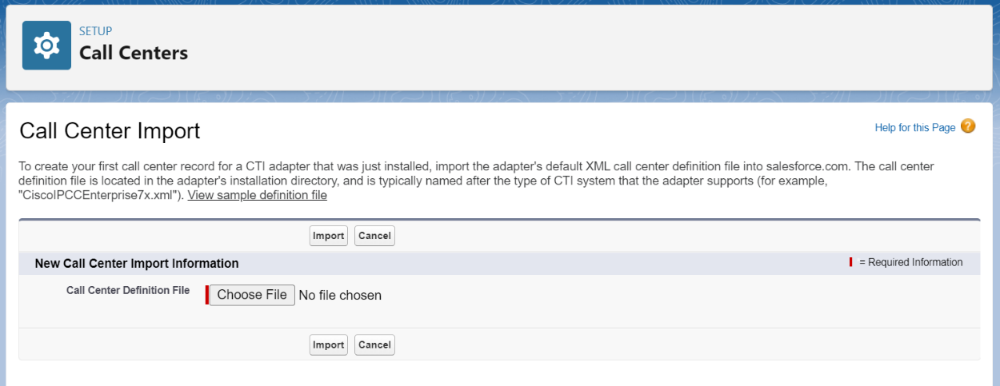 SETUP
Call Centers
Call Center Import
Help for this Page ?
To create your first call center record for a CTI adapter that was just installed, import the adapter's default XML call center definition file into salesforce.com. The call center
definition file is located in the adapter's installation directory, and is typically named after the type of CTI system that the adapter supports (for example,
"CiscoIPCCEnterprise7x.xml"). View sample definition file
Import Cancel
New Call Center Import Information
= Required Information
Call Center Definition File
Choose File No file chosen
Import Cancel